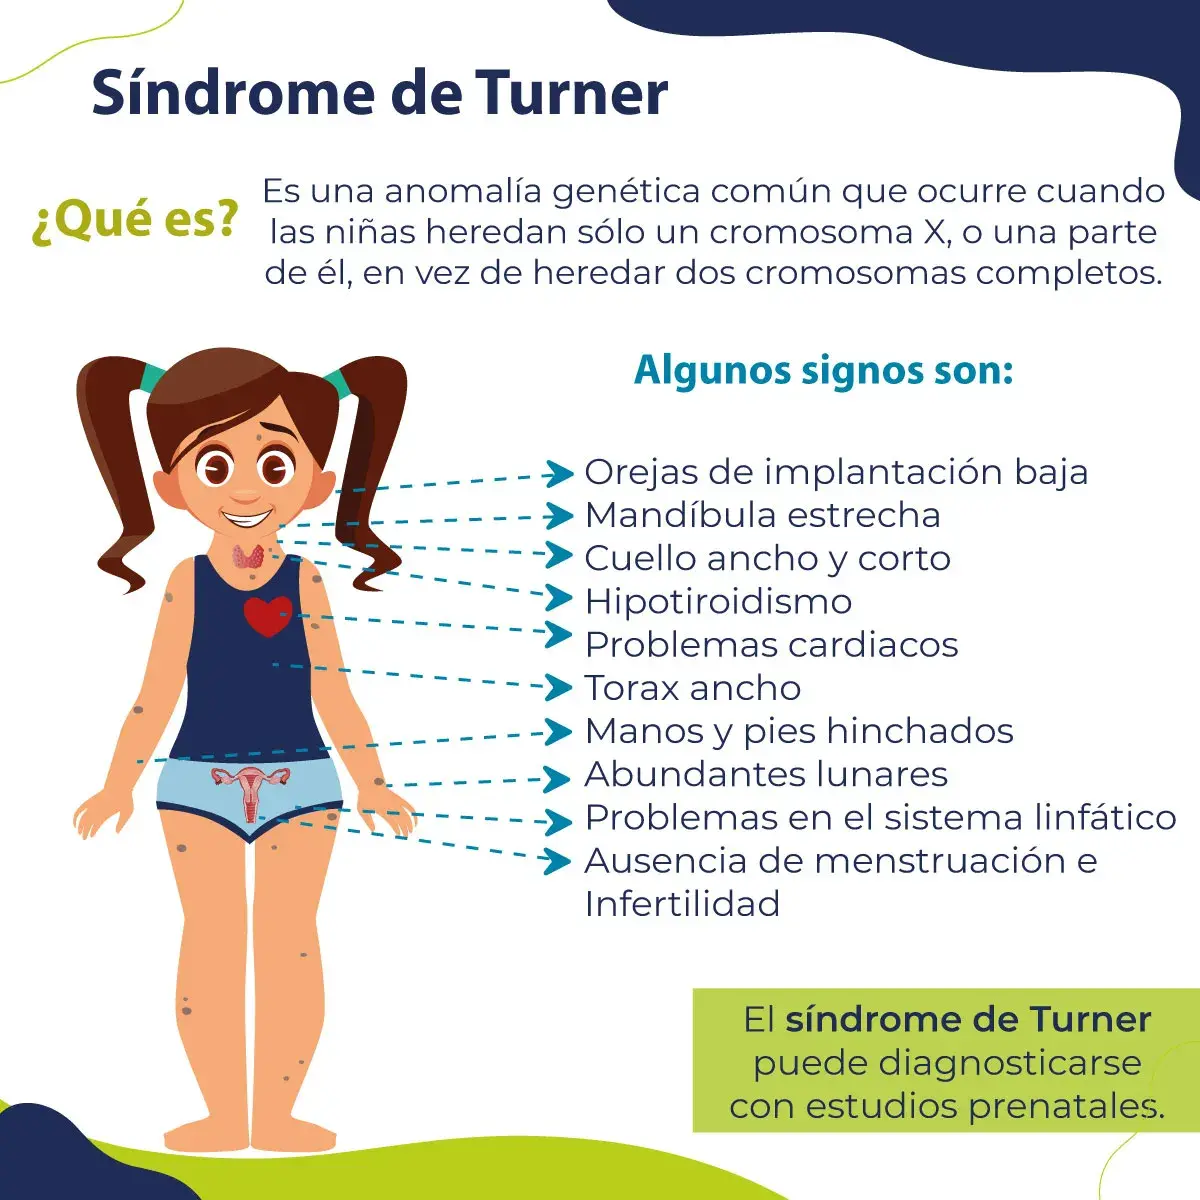 Síndrome de Turner
¿Qué es?
Es una anomalía genética común que ocurre cuando
las niñas heredan sólo un cromosoma X, o una parte
de él, en vez de heredar dos cromosomas completos.
Algunos signos son:
Orejas de implantación baja
Mandíbula estrecha
Cuello ancho y corto
Hipotiroidismo
Problemas cardiacos
Torax ancho
Manos y pies hinchados
Abundantes lunares
Problemas en el sistema linfático
Ausencia de menstruación e
Infertilidad
El síndrome de Turner
puede diagnosticarse
con estudios prenatales.